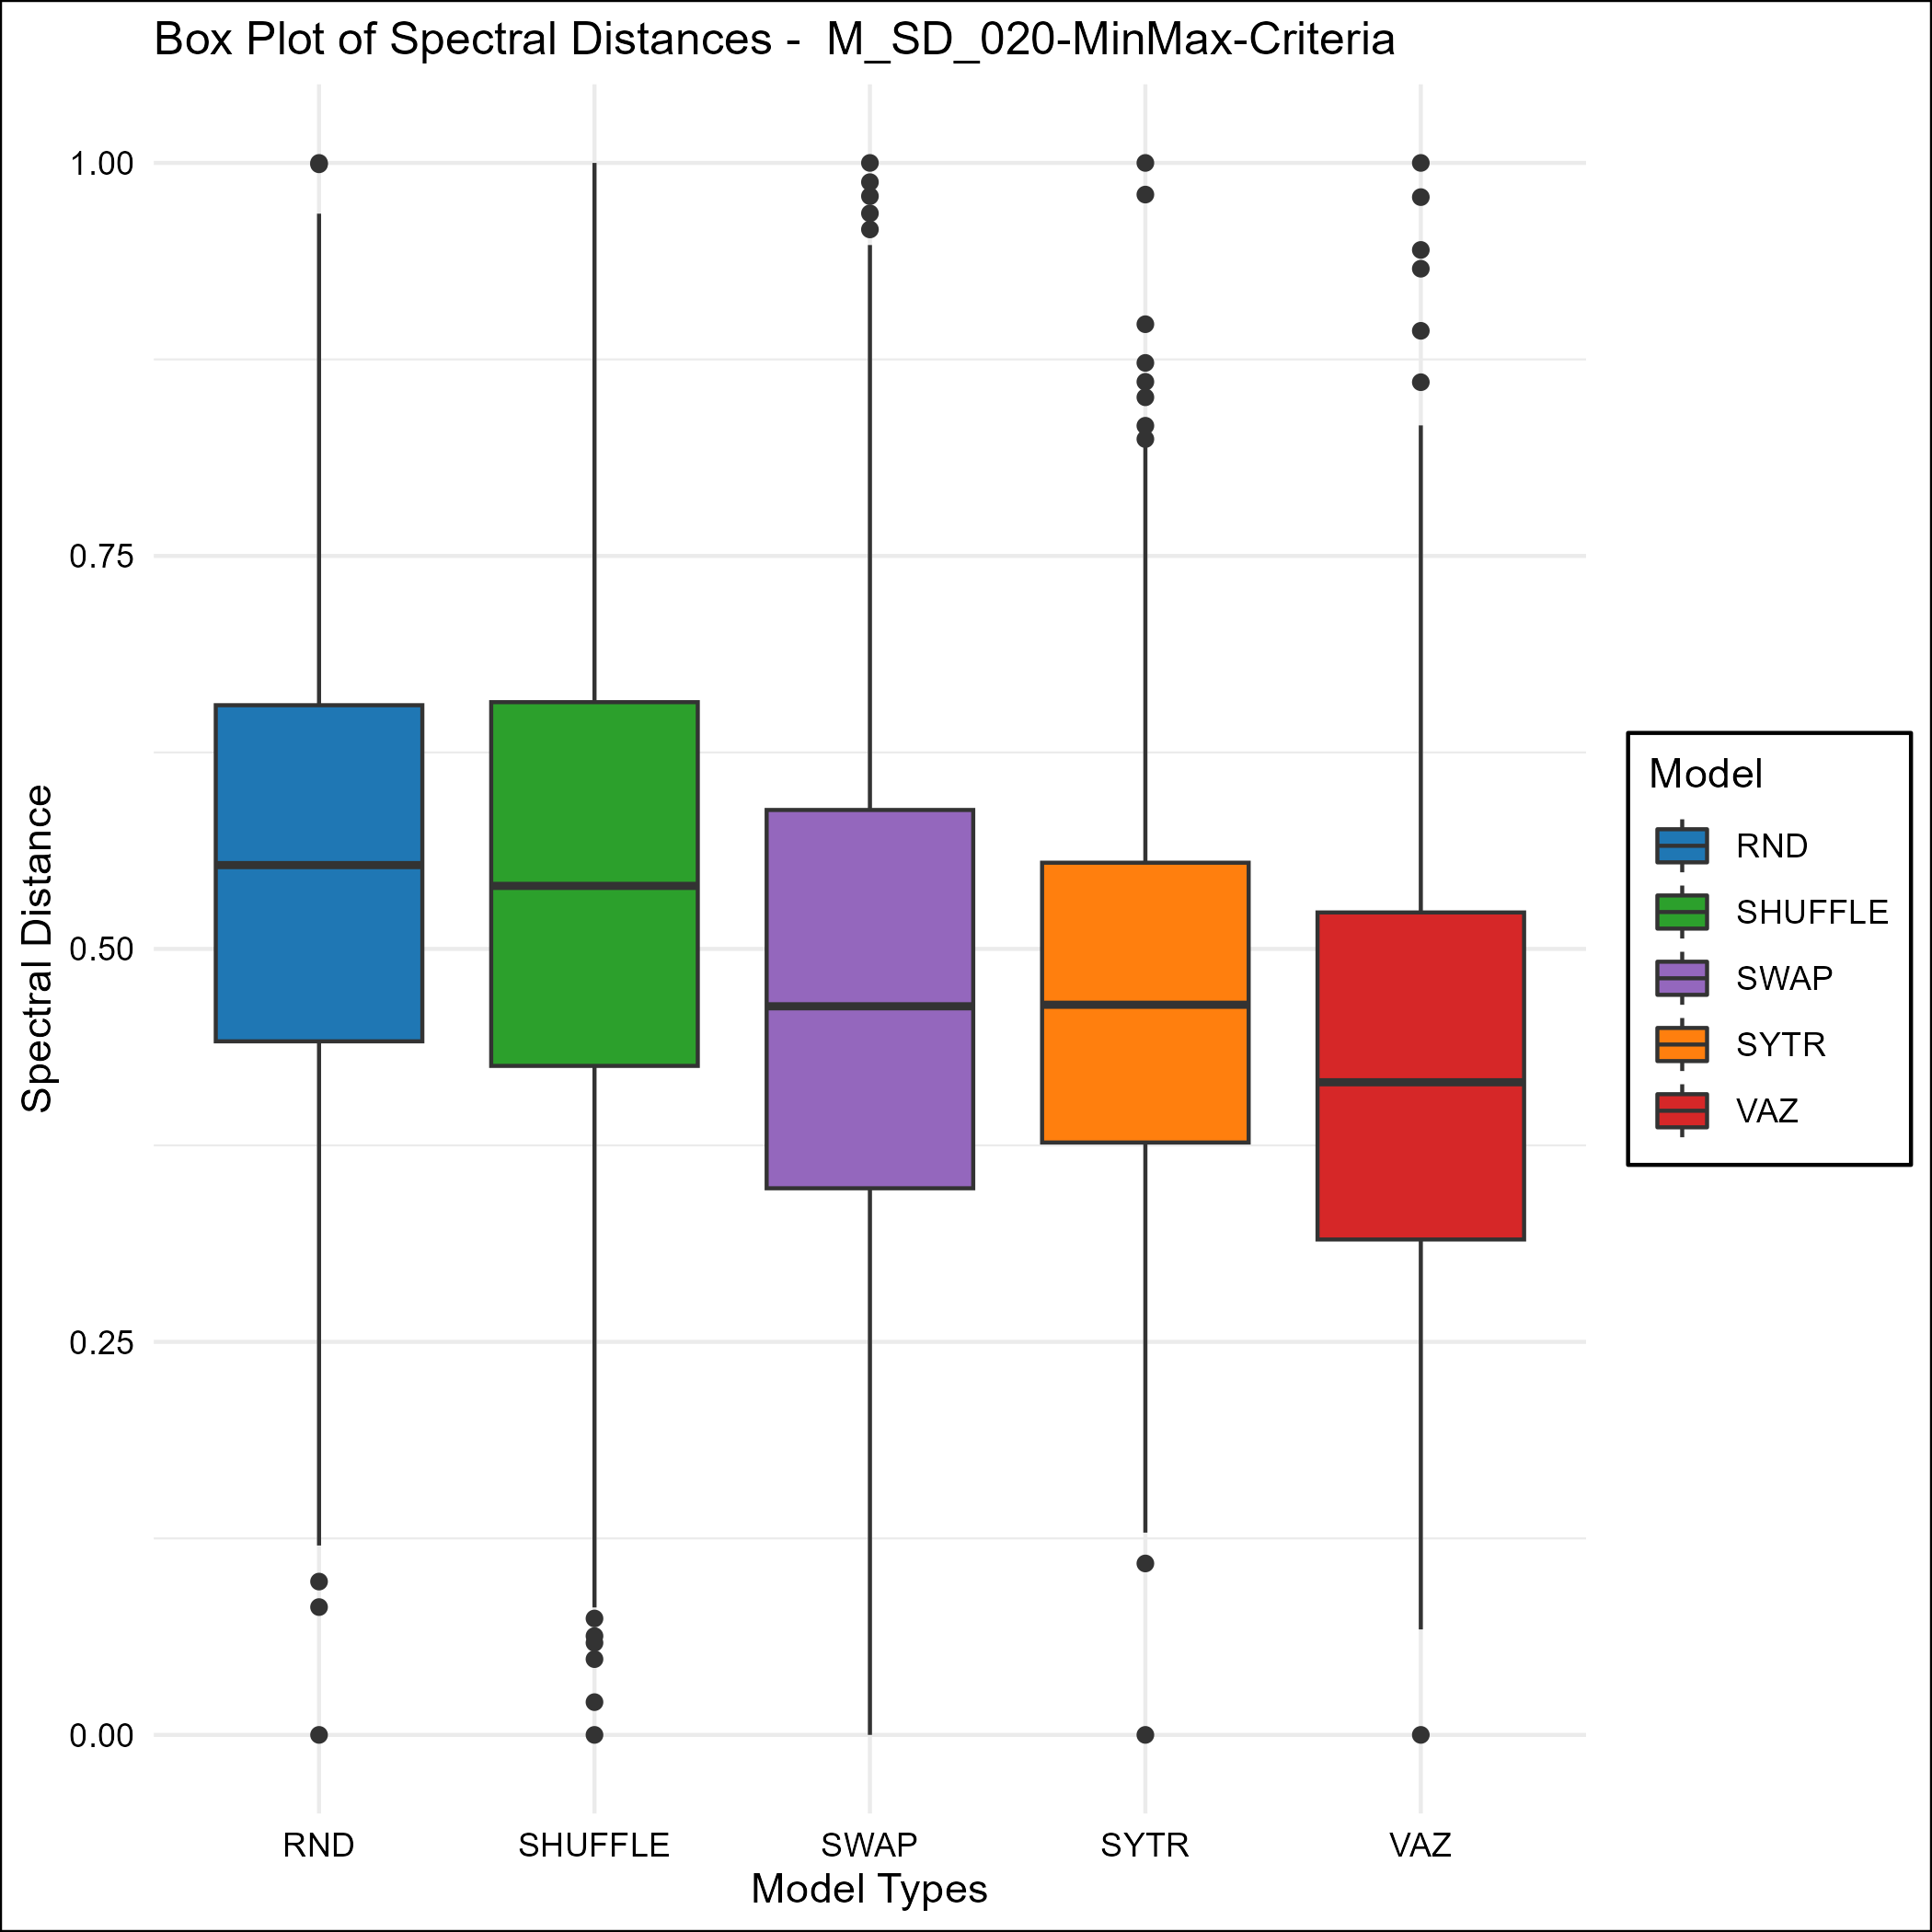 Box Plot of Spectral Distances -  M_SD_020-MinMax-Criteria
1.00
0.75
0.50
0.25
0.00
Spectral Distance
RND
SHUFFLE
SWAP
SYTR
VAZ
Model Types
Model
RND
SHUFFLE
SWAP
SYTR
VAZ